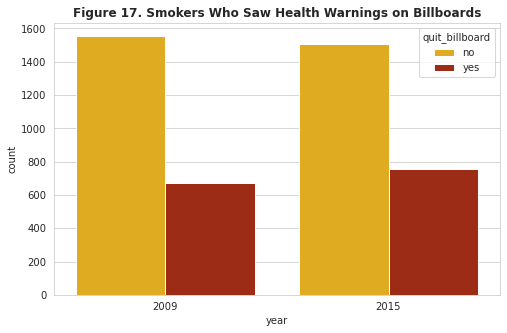 Figure 17. Smokers Who Saw Health Warnings on Billboards
quit_billboard
no
yes
1600
1400
1200
1000
800
600
400
200
0
count
2009
2015
year